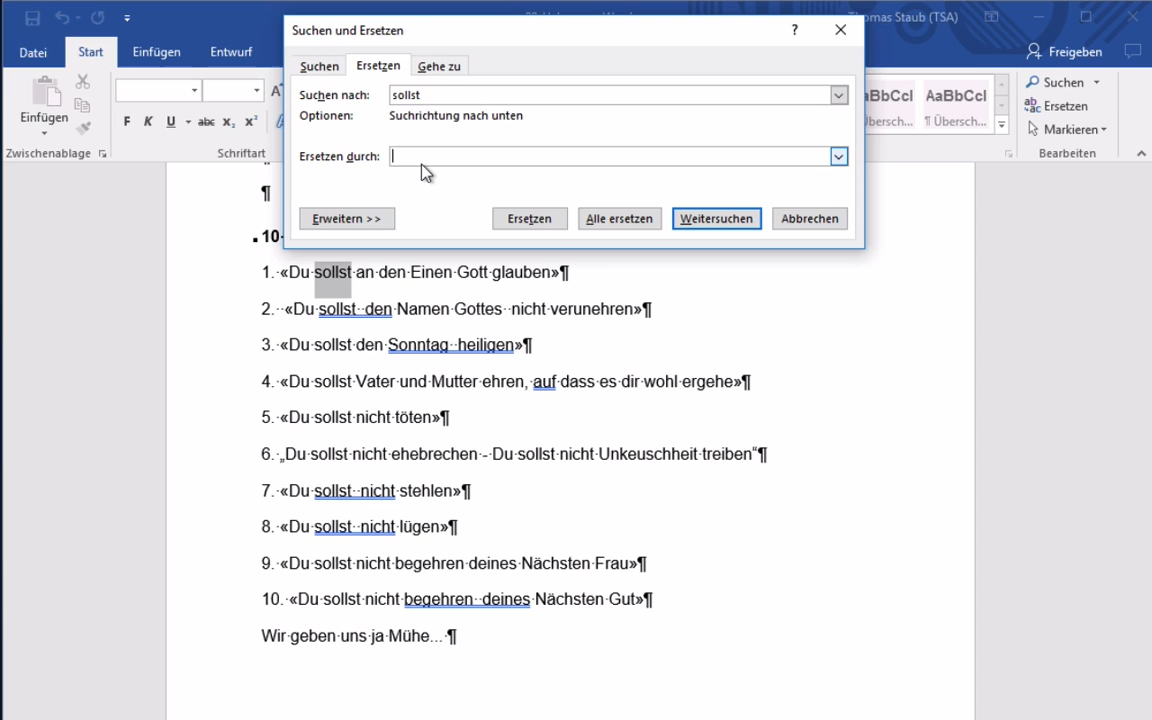 Thomas Staub (TSA)
Suchen und Ersetzen
?
Datei Start Einfügen Entwurf
Freigeben
Suchen Ersetzen Gehe zu
Suchen nach: sollst
Optionen: Suchrichtung nach unten
Ersetzen durch:
Erweitern >> Ersetzen Alle ersetzen Weitersuchen Abbrechen
Einfügen
F K U abc x₂ x²
Zwischenablage Schriftart
AaBbCcI AaBbCcI
Übersch... ¶ Übersch...
Suchen
Ersetzen
Markieren
Bearbeiten
¶
10
1.·«Du·sollst·an·den·Einen·Gott·glauben»¶
2.··«Du·sollst··den·Namen·Gottes··nicht·verunehren»¶
3.·«Du·sollst·den·Sonntag··heiligen»¶
4.·«Du·sollst·Vater·und·Mutter·ehren,·auf·dass·es·dir·wohl·ergehe»¶
5.·«Du·sollst·nicht·töten»¶
6.·„Du·sollst·nicht·ehebrechen·-·Du·sollst·nicht·Unkeuschheit·treiben“¶
7.·«Du·sollst··nicht·stehlen»¶
8.·«Du·sollst··nicht·lügen»¶
9.·«Du·sollst·nicht·begehren·deines·Nächsten·Frau»¶
10.·«Du·sollst·nicht·begehren··deines·Nächsten·Gut»¶
Wir·geben·uns·ja·Mühe...·¶